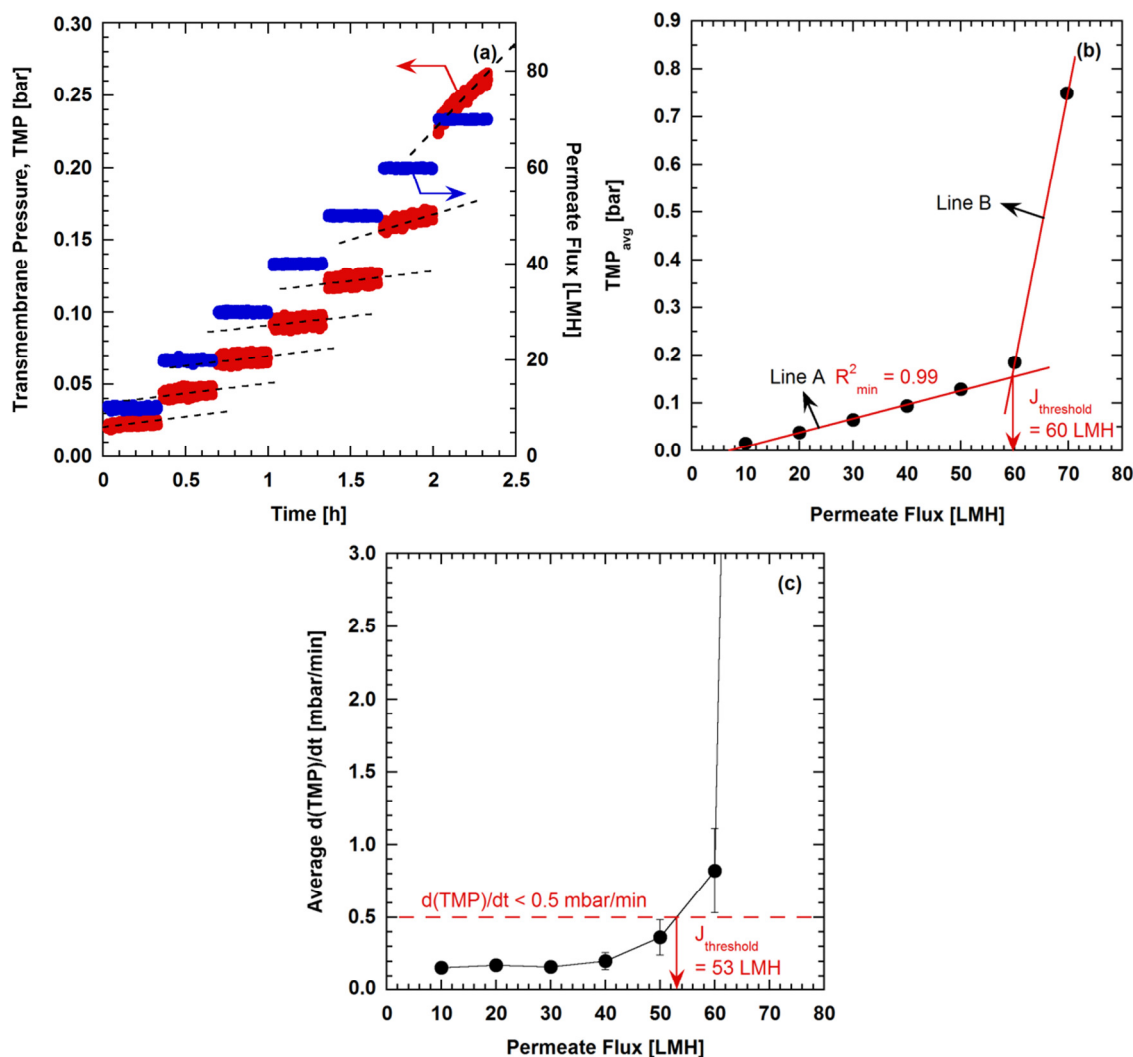 (a)
Transmembrane Pressure, TMP [bar]
0.30
0.25
0.20
0.15
0.10
0.05
0.00
80
60
40
20
0
Permeate Flux [LMH]
0 0.5 1 1.5 2 2.5
Time [h]
(b)
TMP avg [bar]
0.9
0.8
0.7
0.6
0.5
0.4
0.3
0.2
0.1
0.0
Line B
Line A
R²min = 0.99
Jthreshold
= 60 LMH
0 10 20 30 40 50 60 70 80
Permeate Flux [LMH]
(c)
Average d(TMP)/dt [mbar/min]
3.0
2.5
2.0
1.5
1.0
0.5
0.0
d(TMP)/dt < 0.5 mbar/min
Jthreshold
= 53 LMH
0 10 20 30 40 50 60 70 80
Permeate Flux [LMH]